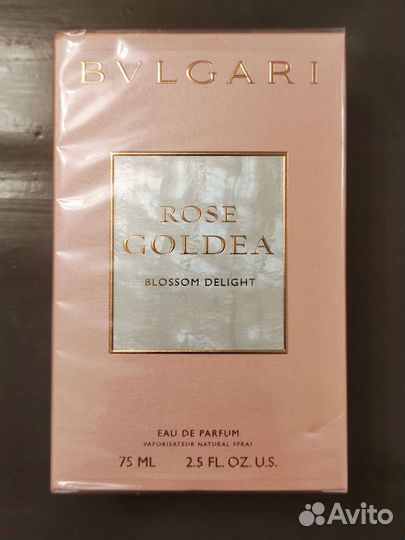 BVLGARI
ROSE
GOLDEA
BLOSSOM DELIGHT
EAU DE PARFUM
VAPORISATEUR NATURAL SPRAY
75 ML 2.5 FL. OZ. U.S.
Avito